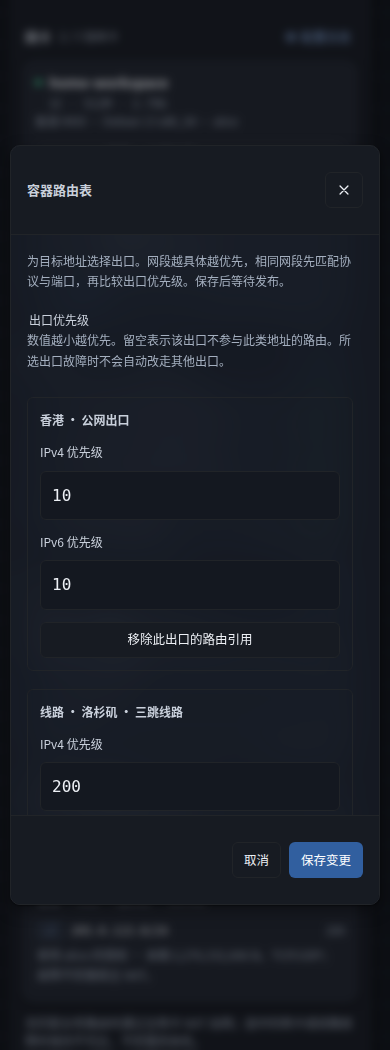 容器路由表
为目标地址选择出口。网段越具体越优先，相同网段先匹配协
议与端口，再比较出口优先级。保存后等待发布。
出口优先级
数值越小越优先。留空表示该出口不参与此类地址的路由。所
选出口故障时不会自动改走其他出口。
香港 · 公网出口
IPv4 优先级
10
IPv6 优先级
10
移除此出口的路由引用
线路 · 洛杉矶 · 三跳线路
IPv4 优先级
200
取消
保存变更